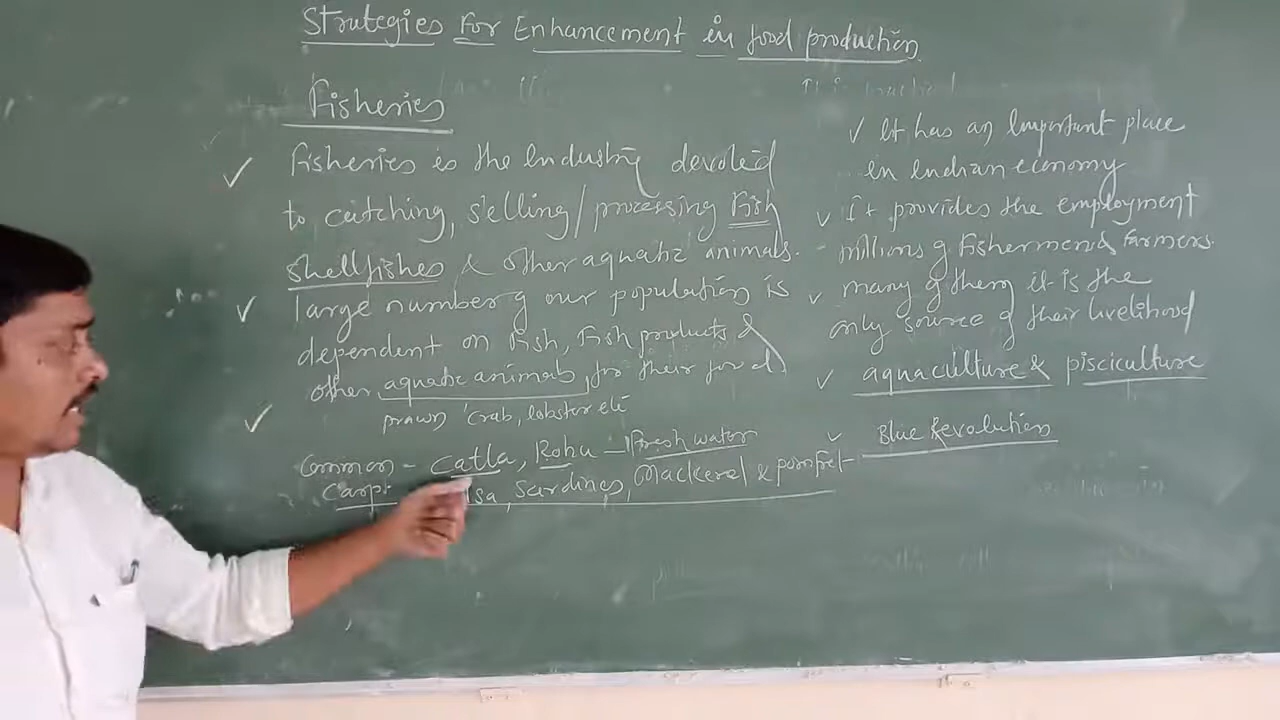 Strategies For Enhancement in food production
Fisheries
Fisheries is the Industry devoted
to catching, selling/processing Fish
shellfishes & other aquatic animals.
large number of our population is
dependent on Fish, Fish products &
other aquatic animals, for their food
prawn crab, lobster etc
Common - Catla, Rohu - Freshwater
Carp Sardines, Mackerel & pomfret
It has an Important place
in Indian economy
It provides the employment
millions of Fishermen & Farmers.
many of them it is the
only source of their livelihood
aquaculture & pisciculture
Blue Revolution